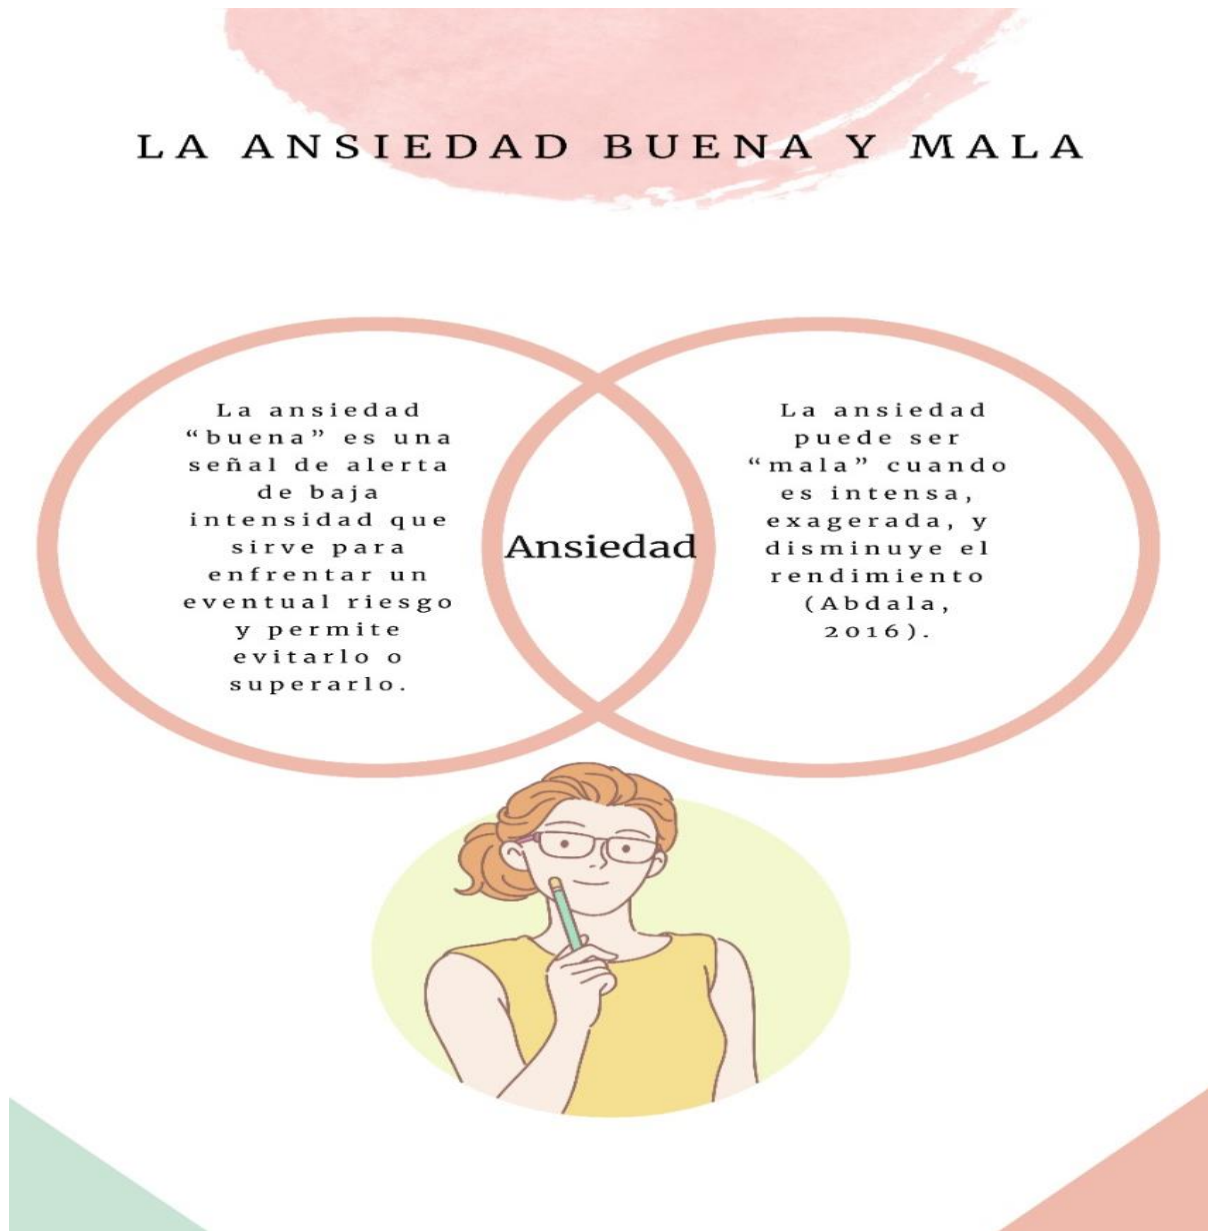 LA ANSIEDAD BUENA Y MALA
La ansiedad
“buena” es una
señal de alerta
de baja
intensidad que
sirve para
enfrentar un
eventual riesgo
y permite
evitarlo o
superarlo.
Ansiedad
La ansiedad
puede ser
“mala” cuando
es intensa,
exagerada, y
disminuye el
rendimiento
(Abdala,
2016).